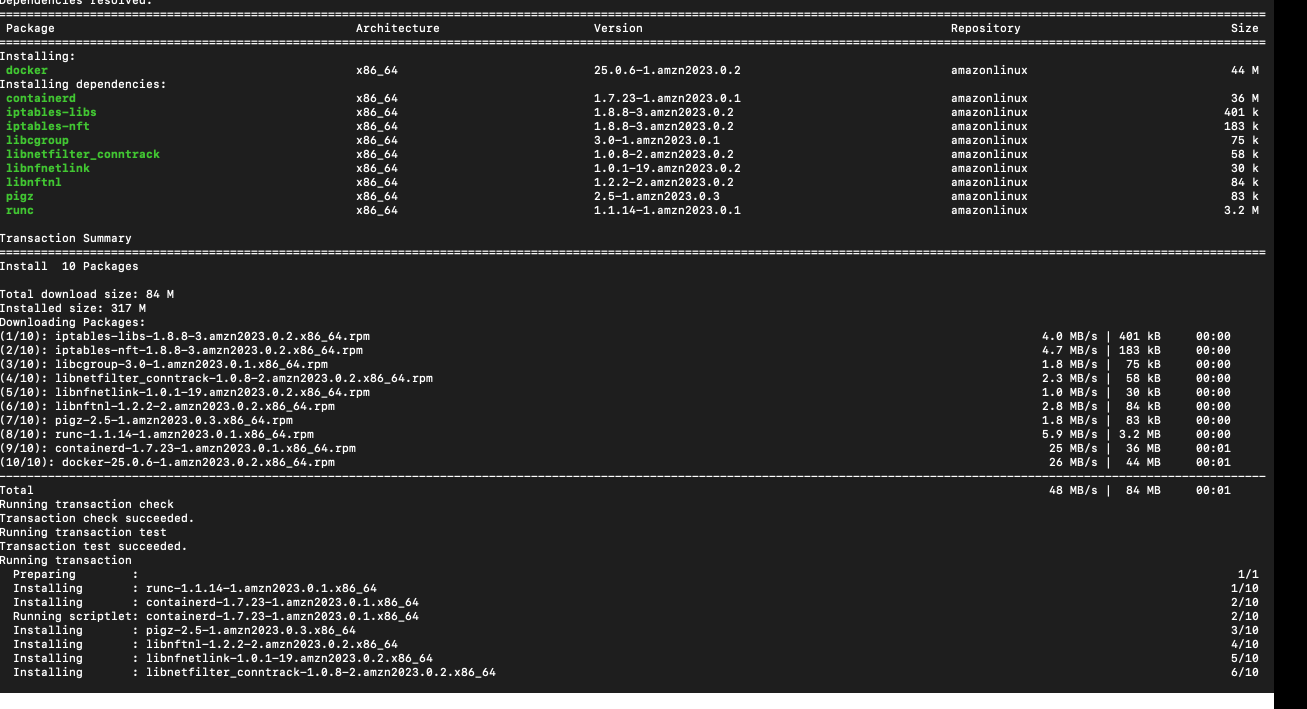 Dependencies resolved.
================================================================================
Package Architecture Version Repository Size
================================================================================
Installing:
docker x86_64 25.0.6-1.amzn2023.0.2 amazonlinux 44 M
Installing dependencies:
containerd x86_64 1.7.23-1.amzn2023.0.1 amazonlinux 36 M
iptables-libs x86_64 1.8.8-3.amzn2023.0.2 amazonlinux 401 k
iptables-nft x86_64 1.8.8-3.amzn2023.0.2 amazonlinux 183 k
libcgroup x86_64 3.0-1.amzn2023.0.1 amazonlinux 75 k
libnetfilter_conntrack x86_64 1.0.8-2.amzn2023.0.2 amazonlinux 58 k
libnfnetlink x86_64 1.0.1-19.amzn2023.0.2 amazonlinux 30 k
libnftnl x86_64 1.2.2-2.amzn2023.0.2 amazonlinux 84 k
pigz x86_64 2.5-1.amzn2023.0.3 amazonlinux 83 k
runc x86_64 1.1.14-1.amzn2023.0.1 amazonlinux 3.2 M
Transaction Summary
================================================================================
Install 10 Packages
Total download size: 84 M
Installed size: 317 M
Downloading Packages:
(1/10): iptables-libs-1.8.8-3.amzn2023.0.2.x86_64.rpm 4.0 MB/s | 401 kB 00:00
(2/10): iptables-nft-1.8.8-3.amzn2023.0.2.x86_64.rpm 4.7 MB/s | 183 kB 00:00
(3/10): libcgroup-3.0-1.amzn2023.0.1.x86_64.rpm 1.8 MB/s | 75 kB 00:00
(4/10): libnetfilter_conntrack-1.0.8-2.amzn2023.0.2.x86_64.rpm 2.3 MB/s | 58 kB 00:00
(5/10): libnfnetlink-1.0.1-19.amzn2023.0.2.x86_64.rpm 1.0 MB/s | 30 kB 00:00
(6/10): libnftnl-1.2.2-2.amzn2023.0.2.x86_64.rpm 2.8 MB/s | 84 kB 00:00
(7/10): pigz-2.5-1.amzn2023.0.3.x86_64.rpm 1.8 MB/s | 83 kB 00:00
(8/10): runc-1.1.14-1.amzn2023.0.1.x86_64.rpm 5.9 MB/s | 3.2 MB 00:00
(9/10): containerd-1.7.23-1.amzn2023.0.1.x86_64.rpm 25 MB/s | 36 MB 00:01
(10/10): docker-25.0.6-1.amzn2023.0.2.x86_64.rpm 26 MB/s | 44 MB 00:01
--------------------------------------------------------------------------------
Total 48 MB/s | 84 MB 00:01
Running transaction check
Transaction check succeeded.
Running transaction test
Transaction test succeeded.
Running transaction
Preparing : 1/1
Installing : runc-1.1.14-1.amzn2023.0.1.x86_64 1/10
Installing : containerd-1.7.23-1.amzn2023.0.1.x86_64 2/10
Running scriptlet: containerd-1.7.23-1.amzn2023.0.1.x86_64 2/10
Installing : pigz-2.5-1.amzn2023.0.3.x86_64 3/10
Installing : libnftnl-1.2.2-2.amzn2023.0.2.x86_64 4/10
Installing : libnfnetlink-1.0.1-19.amzn2023.0.2.x86_64 5/10
Installing : libnetfilter_conntrack-1.0.8-2.amzn2023.0.2.x86_64 6/10